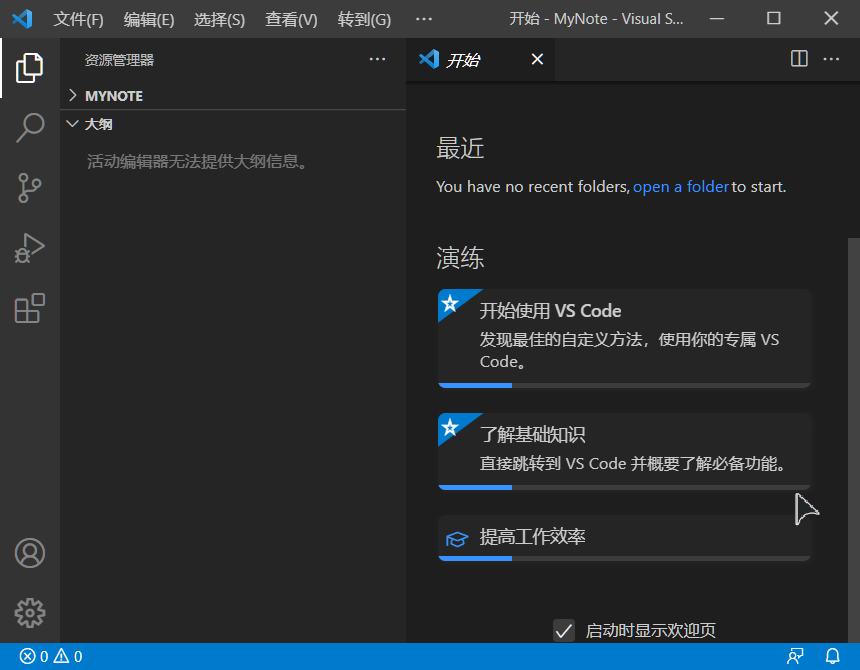 文件(F) 编辑(E) 选择(S) 查看(V) 转到(G) ··· 开始 - MyNote - Visual S...
资源管理器 ···
MYNOTE
大纲
活动编辑器无法提供大纲信息。
开始
最近
You have no recent folders, open a folder to start.
演练
开始使用 VS Code
发现最佳的自定义方法，使用你的专属 VS
Code。
了解基础知识
直接跳转到 VS Code 并概要了解必备功能。
提高工作效率
启动时显示欢迎页
0 0